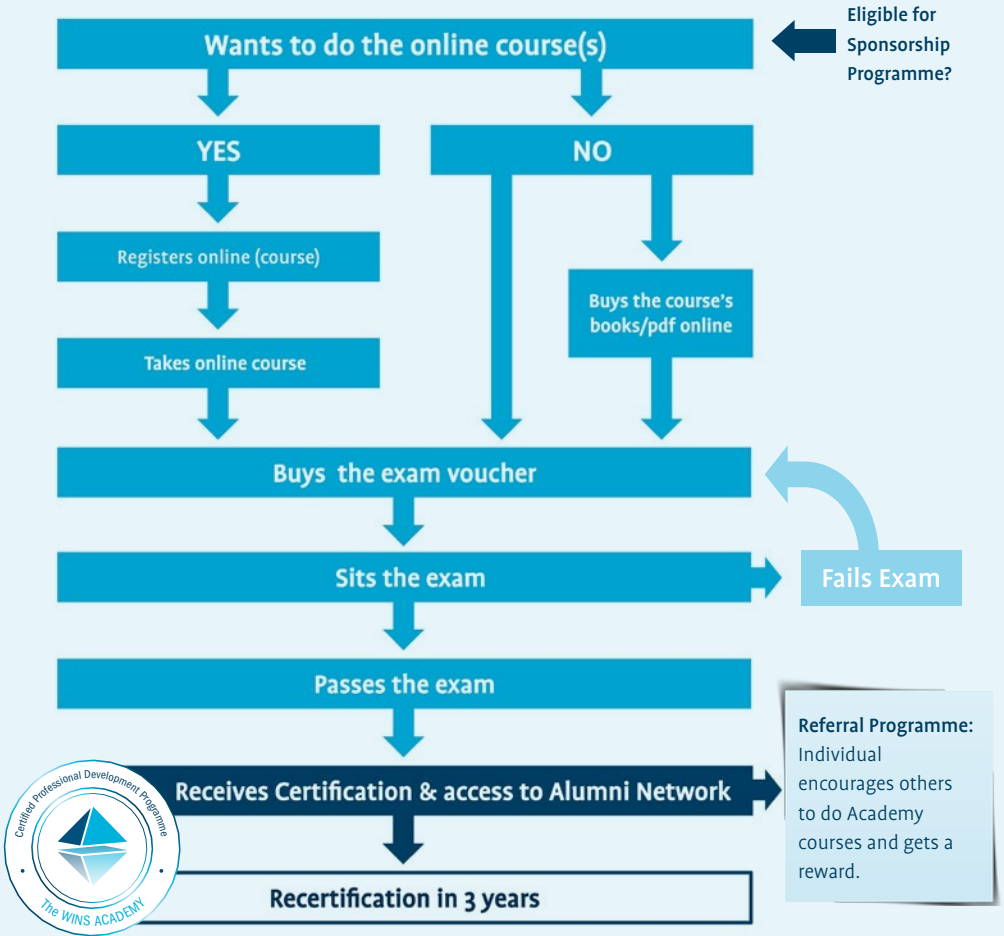 Eligible for
Sponsorship
Programme?
Wants to do the online course(s)
YES
NO
Registers online (course)
Buys the course's
books/pdf online
Takes online course
Buys the exam voucher
Sits the exam
Fails Exam
Passes the exam
Referral Programme:
Individual
encourages others
to do Academy
courses and gets a
reward.
Receives Certification & access to Alumni Network
Certified Professional Development Programme
The WINS ACADEMY
Recertification in 3 years